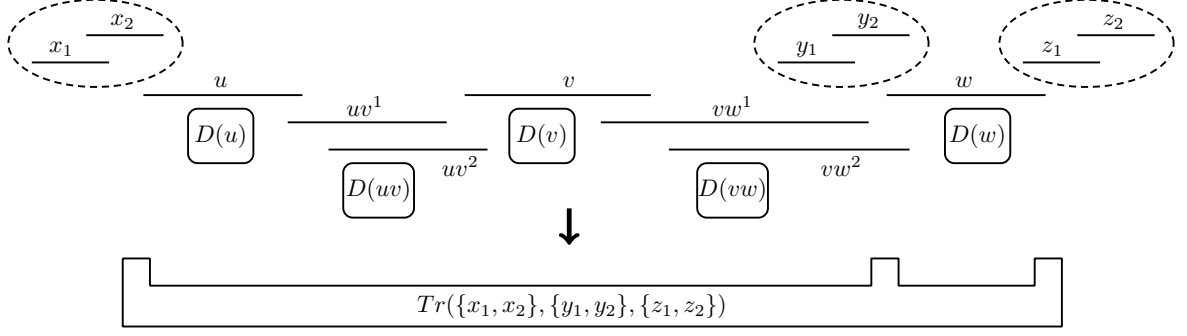 x₂ y₂ z₂
x₁ y₁ z₁
u v w
uv¹ vw¹
D(u) D(v) D(w)
uv² vw²
D(uv) D(vw)
Tr({x₁, x₂}, {y₁, y₂}, {z₁, z₂})